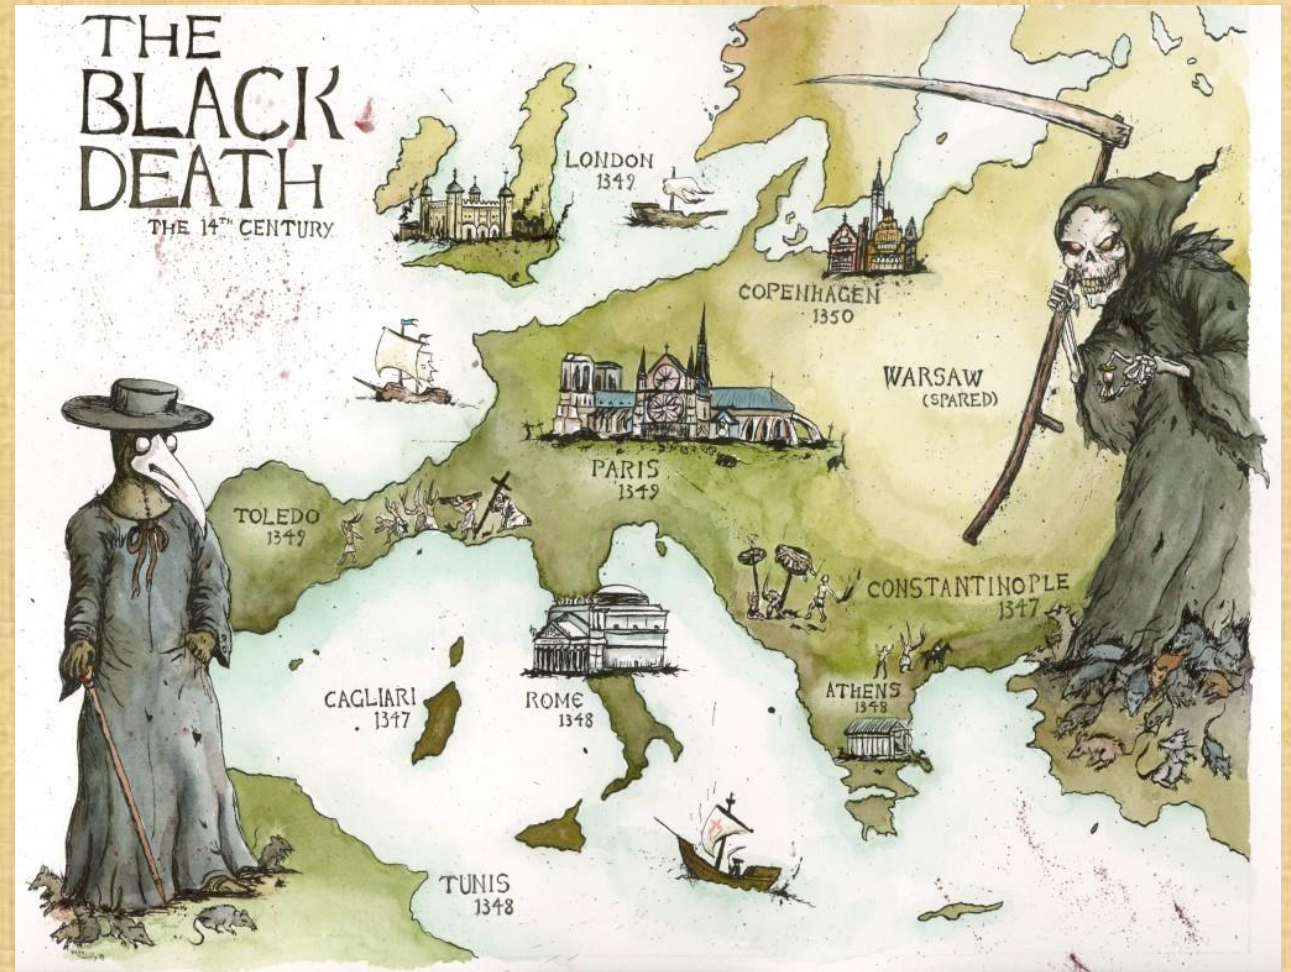 THE
BLACK
DEATH
THE 14TH CENTURY
LONDON
1349
COPENHAGEN
1350
WARSAW
(SPARED)
PARIS
1349
TOLEDO
1349
CONSTANTINOPLE
1347
CAGLIARI
1347
ROME
1348
ATHENS
1348
TUNIS
1348